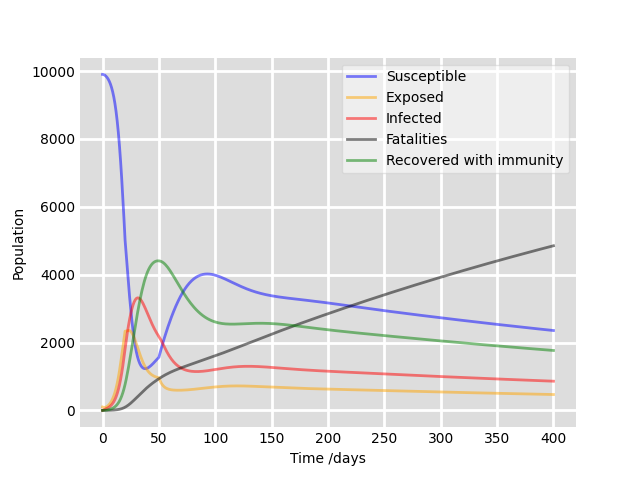 10000
8000
6000
4000
2000
0
Population
Susceptible
Exposed
Infected
Fatalities
Recovered with immunity
0 50 100 150 200 250 300 350 400
Time /days